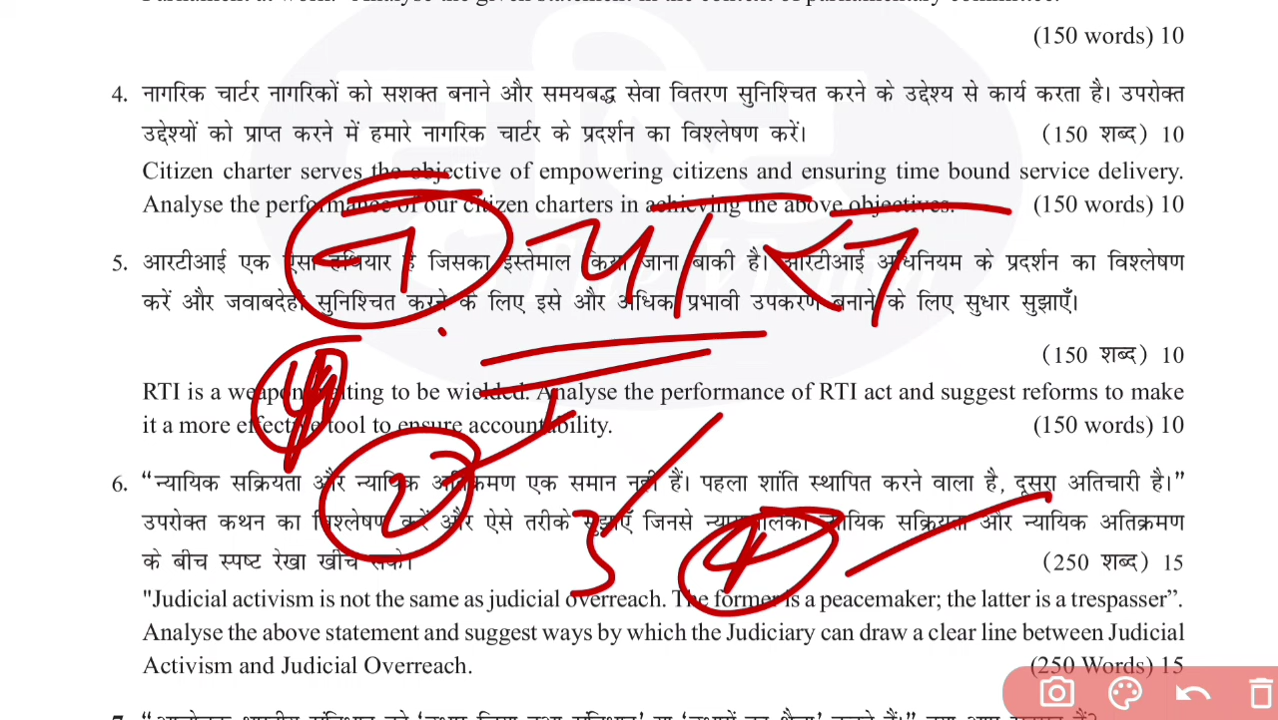 (150 words) 10
4. नागरिक चार्टर नागरिकों को सशक्त बनाने और समयबद्ध सेवा वितरण सुनिश्चित करने के उद्देश्य से कार्य करता है। उपरोक्त
उद्देश्यों को प्राप्त करने में हमारे नागरिक चार्टर के प्रदर्शन का विश्लेषण करें। (150 शब्द) 10
Citizen charter serves the objective of empowering citizens and ensuring time bound service delivery.
Analyse the performance of our citizen charters in achieving the above objectives. (150 words) 10
5. आरटीआई एक ऐसा हथियार है जिसका इस्तेमाल किया जाना बाकी है। आरटीआई अधिनियम के प्रदर्शन का विश्लेषण
करें और जवाबदेही सुनिश्चित करने के लिए इसे और अधिक प्रभावी उपकरण बनाने के लिए सुधार सुझाएँ।
(150 शब्द) 10
RTI is a weapon waiting to be wielded. Analyse the performance of RTI act and suggest reforms to make
it a more effective tool to ensure accountability. (150 words) 10
6. “न्यायिक सक्रियता और न्यायिक अतिक्रमण एक समान नहीं हैं। पहला शांति स्थापित करने वाला है, दूसरा अतिचारी है।”
उपरोक्त कथन का विश्लेषण करें और ऐसे तरीके सुझाएँ जिनसे न्यायपालिका न्यायिक सक्रियता और न्यायिक अतिक्रमण
के बीच स्पष्ट रेखा खींच सके। (250 शब्द) 15
"Judicial activism is not the same as judicial overreach. The former is a peacemaker; the latter is a trespasser”.
Analyse the above statement and suggest ways by which the Judiciary can draw a clear line between Judicial
Activism and Judicial Overreach. (250 Words) 15